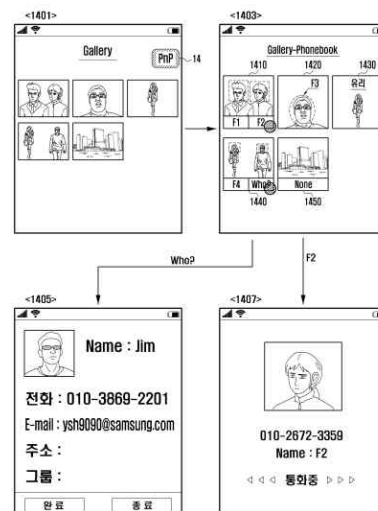 <1401>
Gallery
PnP
14
<1403>
Gallery-Phonebook
1410
1420
1430
F1
F2
F3
유리
F4
Who?
None
1440
1450
Who?
F2
<1405>
Name : Jim
전화 : 010-3869-2201
E-mail : ysh9090@samsung.com
주소 :
그룹 :
완 료
종 료
<1407>
010-2672-3359
Name : F2
◁ ◁ ◁ 통화중 ▷ ▷ ▷